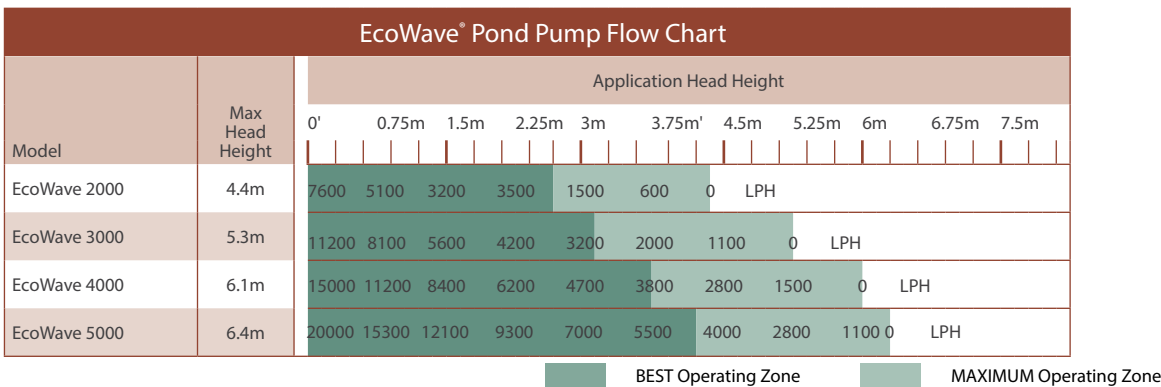 EcoWave® Pond Pump Flow Chart
Application Head Height
Model
Max
Head
Height
0' 0.75m 1.5m 2.25m 3m 3.75m' 4.5m 5.25m 6m 6.75m 7.5m
EcoWave 2000 4.4m 7600 5100 3200 3500 1500 600 0 LPH
EcoWave 3000 5.3m 11200 8100 5600 4200 3200 2000 1100 0 LPH
EcoWave 4000 6.1m 15000 11200 8400 6200 4700 3800 2800 1500 0 LPH
EcoWave 5000 6.4m 20000 15300 12100 9300 7000 5500 4000 2800 1100 0 LPH
BEST Operating Zone MAXIMUM Operating Zone